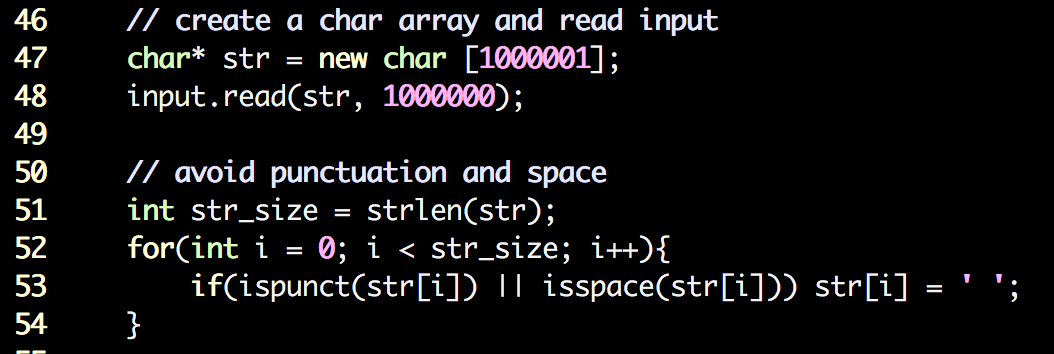 46 // create a char array and read input
47 char* str = new char [1000001];
48 input.read(str, 1000000);
49
50 // avoid punctuation and space
51 int str_size = strlen(str);
52 for(int i = 0; i < str_size; i++){
53 if(ispunct(str[i]) || isspace(str[i])) str[i] = ' ';
54 }